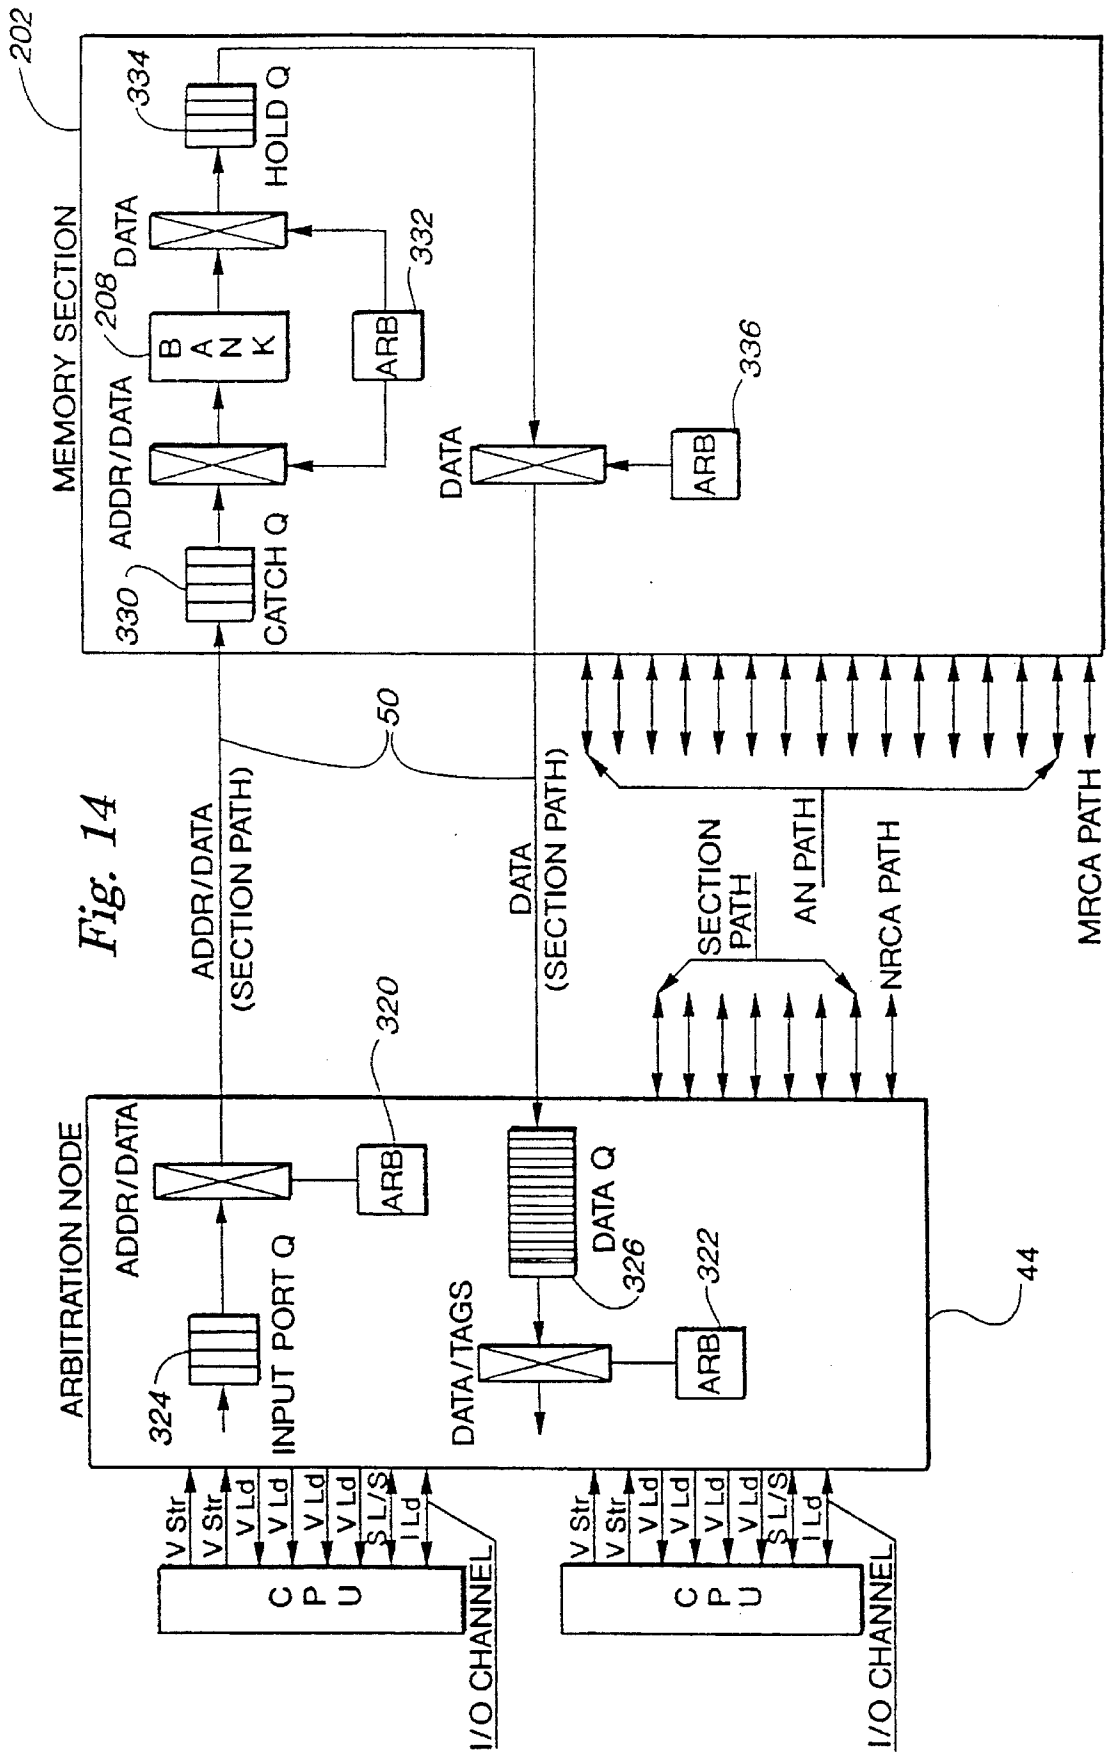 Fig. 14
ARBITRATION NODE
MEMORY SECTION
202
ADDR/DATA
324
INPUT PORT Q
ARB
320
ADDR/DATA
(SECTION PATH)
50
330
CATCH Q
ADDR/DATA
BANK
208
DATA
334
HOLD Q
ARB
332
DATA/TAGS
DATA Q
326
ARB
322
DATA
(SECTION PATH)
DATA
ARB
336
V Str
V Str
V Ld
V Ld
V Ld
V Ld
S L/S
I Ld
CPU
I/O CHANNEL
V Str
V Str
V Ld
V Ld
V Ld
V Ld
S L/S
I Ld
CPU
I/O CHANNEL
44
SECTION
PATH
NRCA PATH
AN PATH
MRCA PATH